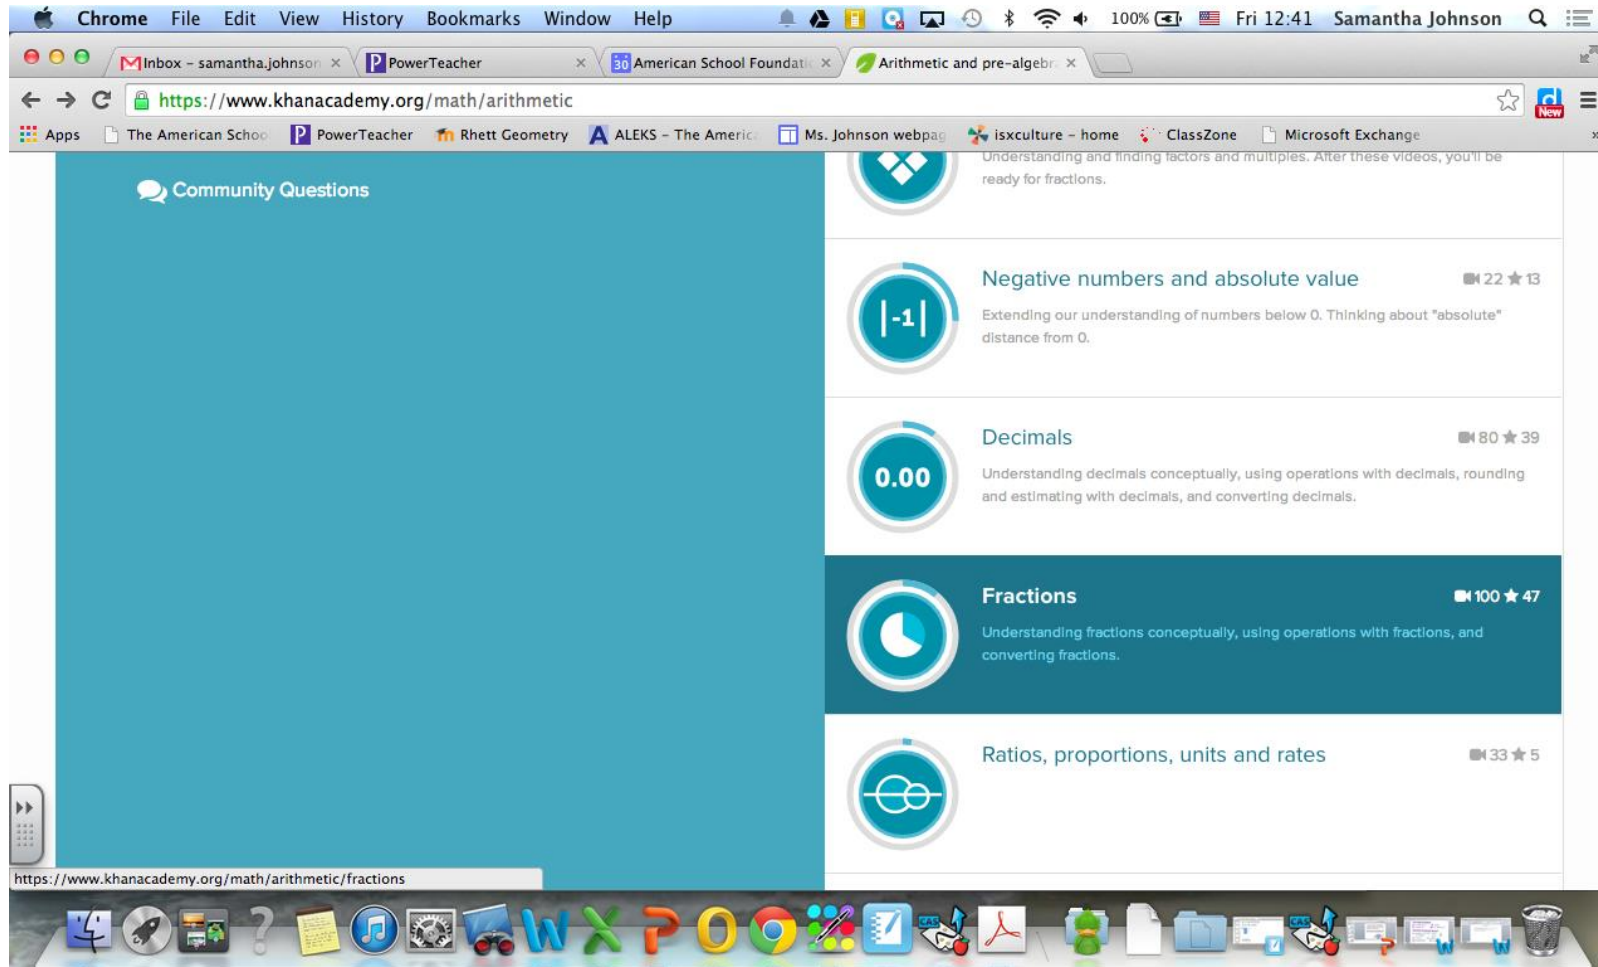 Chrome File Edit View History Bookmarks Window Help 100% Fri 12:41 Samantha Johnson
Inbox – samantha.johnson PowerTeacher 30 American School Foundatio Arithmetic and pre-algebr
https://www.khanacademy.org/math/arithmetic
New
Apps The American Schoo PowerTeacher Rhett Geometry ALEKS – The America Ms. Johnson webpag isxculture – home ClassZone Microsoft Exchange
Community Questions
Understanding and finding factors and multiples. After these videos, you'll be
ready for fractions.
|-1|
Negative numbers and absolute value 22 13
Extending our understanding of numbers below 0. Thinking about "absolute"
distance from 0.
0.00
Decimals 80 39
Understanding decimals conceptually, using operations with decimals, rounding
and estimating with decimals, and converting decimals.
Fractions 100 47
Understanding fractions conceptually, using operations with fractions, and
converting fractions.
Ratios, proportions, units and rates 33 5
https://www.khanacademy.org/math/arithmetic/fractions
CAS CAS